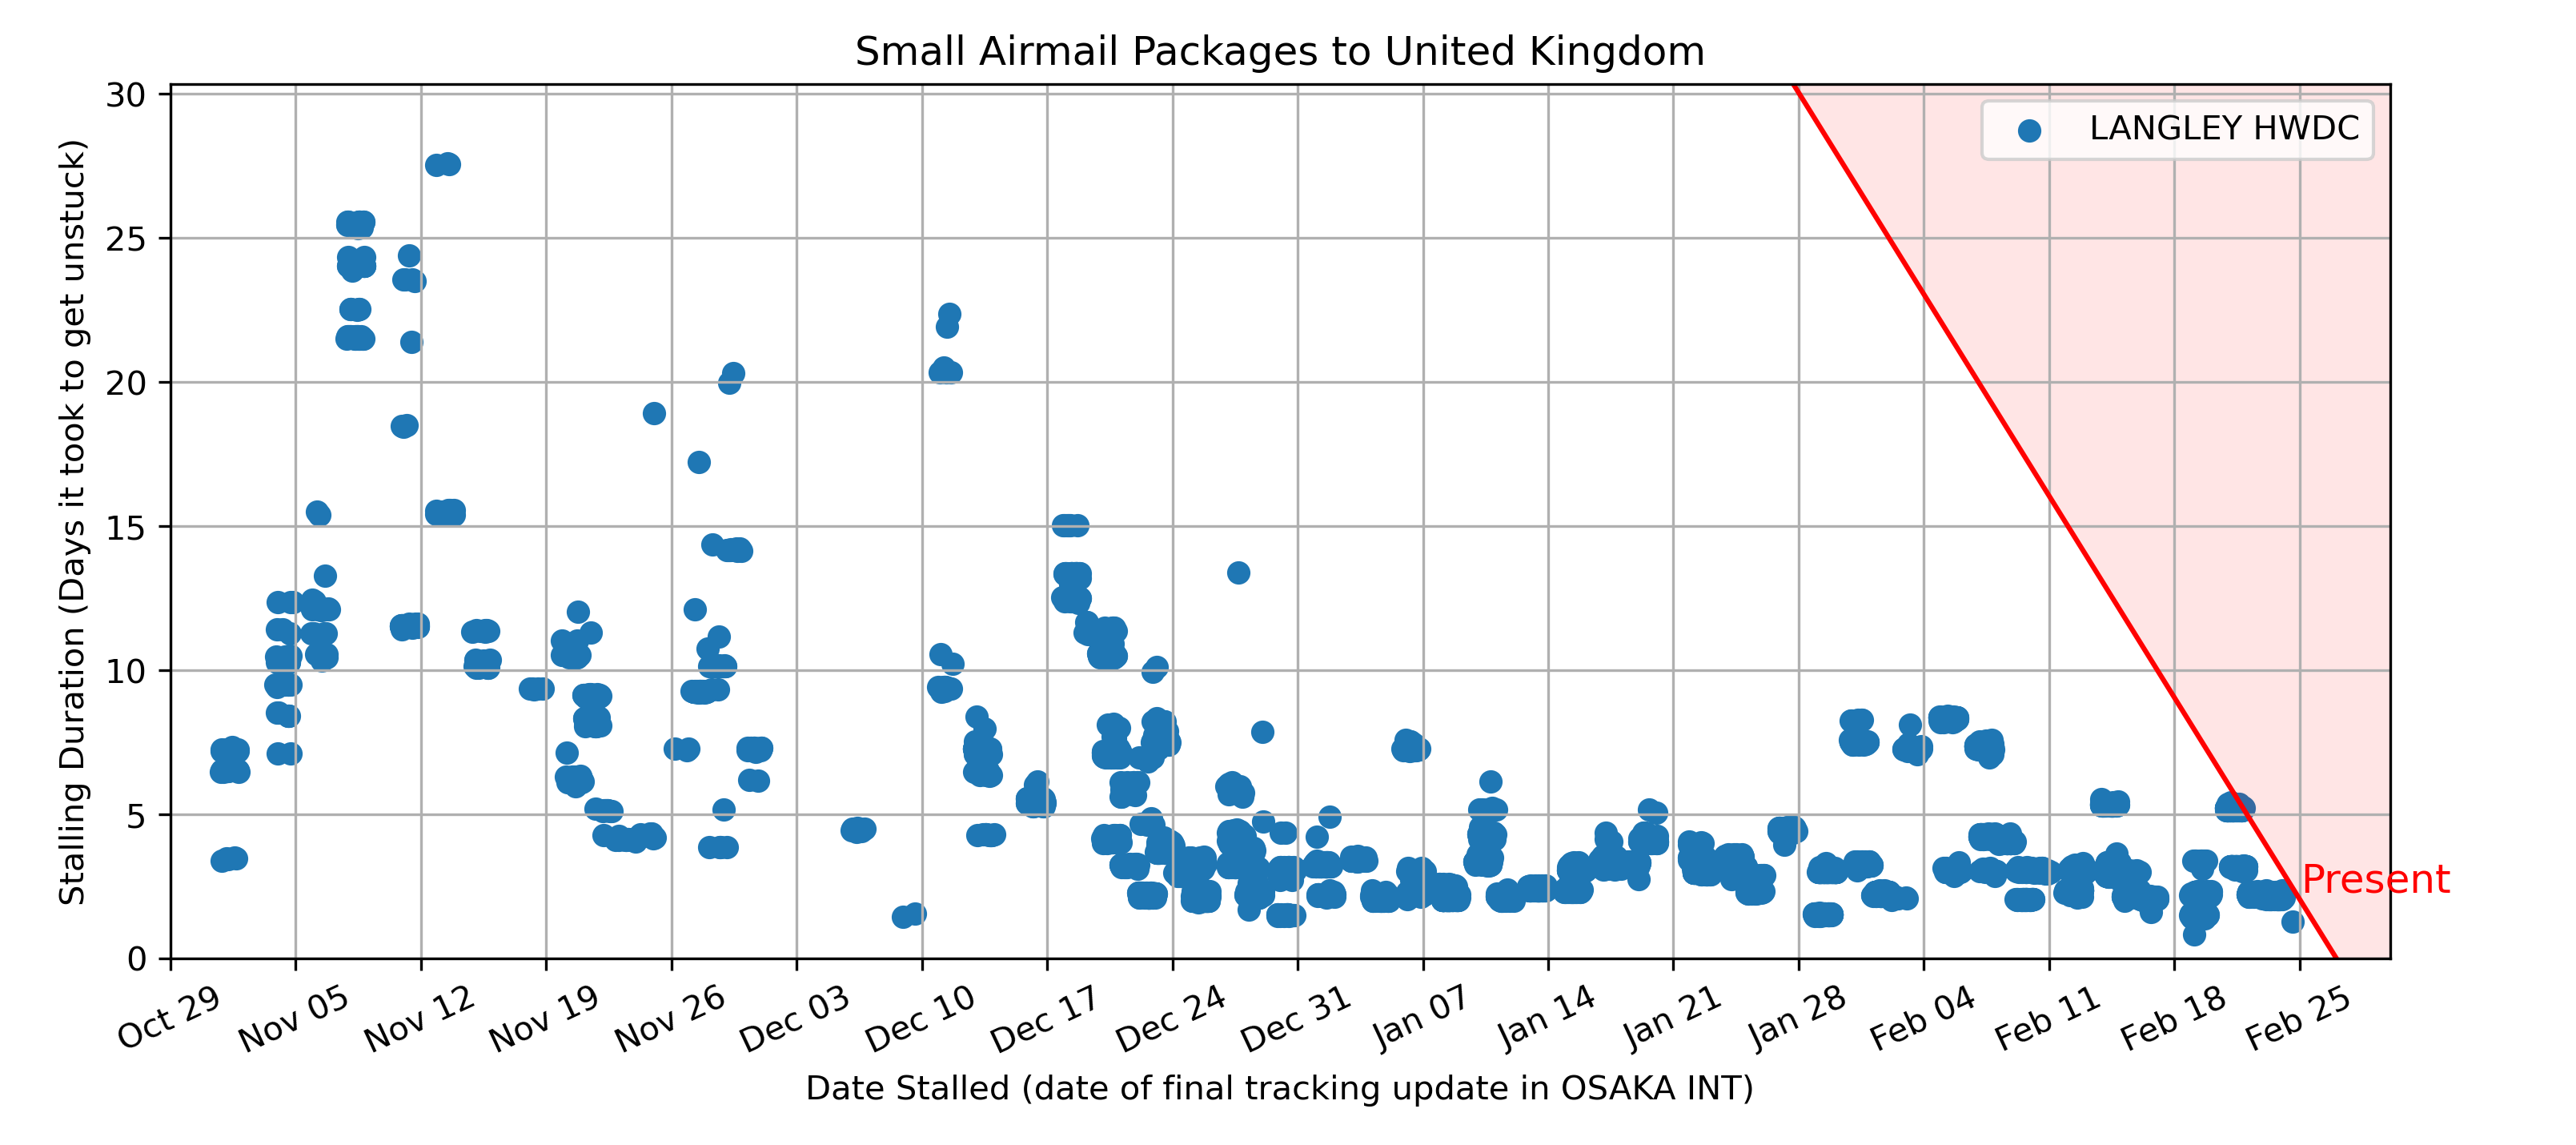 Small Airmail Packages to United Kingdom
LANGLEY HWDC
Stalling Duration (Days it took to get unstuck)
30
25
20
15
10
5
0
Present
Oct 29
Nov 05
Nov 12
Nov 19
Nov 26
Dec 03
Dec 10
Dec 17
Dec 24
Dec 31
Jan 07
Jan 14
Jan 21
Jan 28
Feb 04
Feb 11
Feb 18
Feb 25
Date Stalled (date of final tracking update in OSAKA INT)